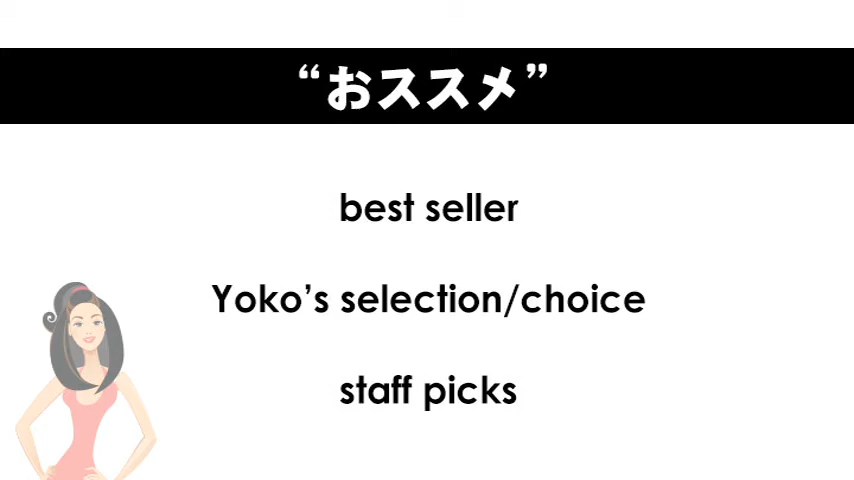 “おススメ”
best seller
Yoko’s selection/choice
staff picks